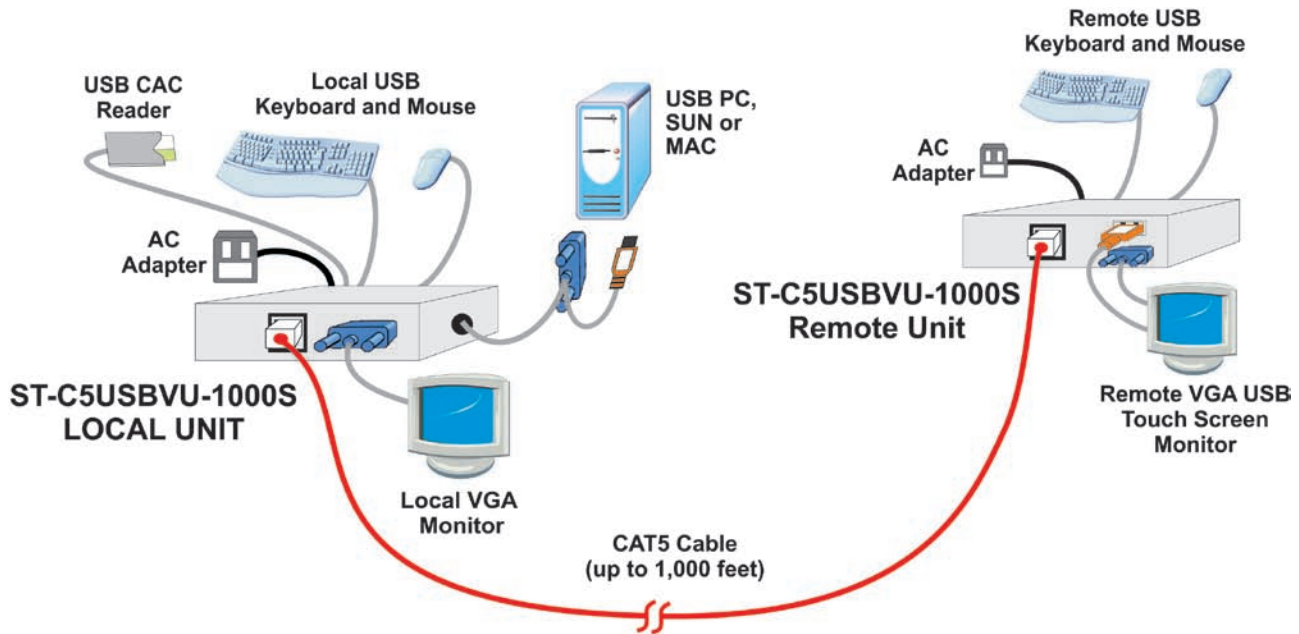 USB CAC
Reader
Local USB
Keyboard and Mouse
USB PC,
SUN or
MAC
AC
Adapter
ST-C5USBVU-1000S
LOCAL UNIT
Local VGA
Monitor
CAT5 Cable
(up to 1,000 feet)
Remote USB
Keyboard and Mouse
AC
Adapter
ST-C5USBVU-1000S
Remote Unit
Remote VGA USB
Touch Screen
Monitor